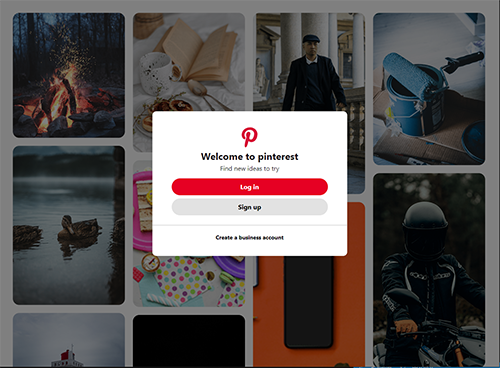 Welcome to pinterest
Find new ideas to try
Log in
Sign up
Create a business account